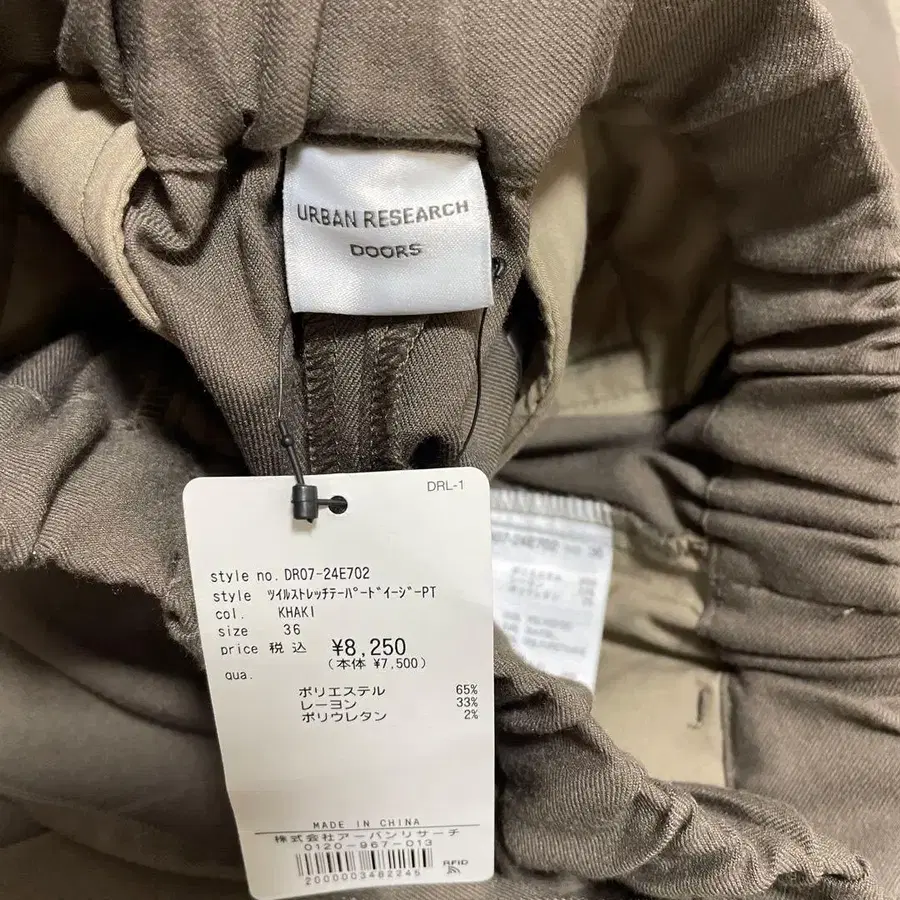 URBAN RESEARCH
DOORS
DRL-1
style no. DR07-24E702
style ﾂｲﾙｽﾄﾚｯﾁﾃｰﾊﾟｰﾄﾞｲｰｼﾞｰPT
col. KHAKI
size 36
price 税込 ¥8,250
(本体 ¥7,500)
qua.
ポリエステル 65%
レーヨン 33%
ポリウレタン 2%
MADE IN CHINA
株式会社アーバンリサーチ
0120-967-013
RFID
2000003482245
07-24E702